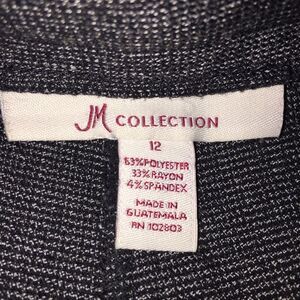 JM COLLECTION
12
63% POLYESTER
33% RAYON
4% SPANDEX
MADE IN
GUATEMALA
RN 102803